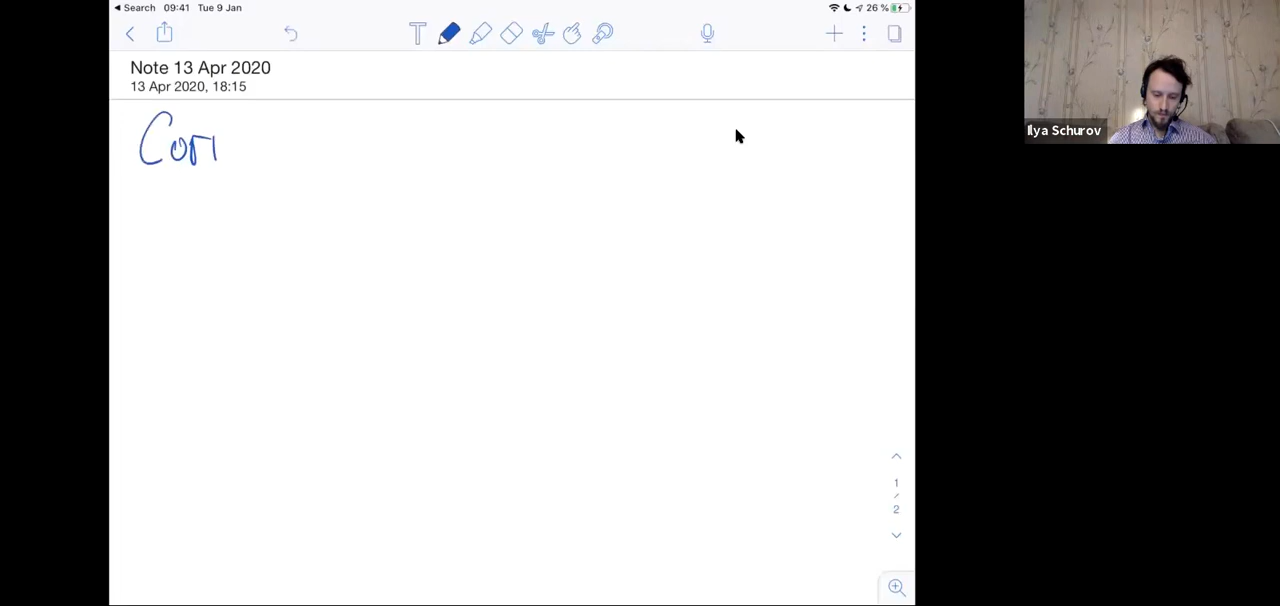 Search 09:41 Tue 9 Jan 26 %
Note 13 Apr 2020
13 Apr 2020, 18:15
Ilya Schurov
1
/
2